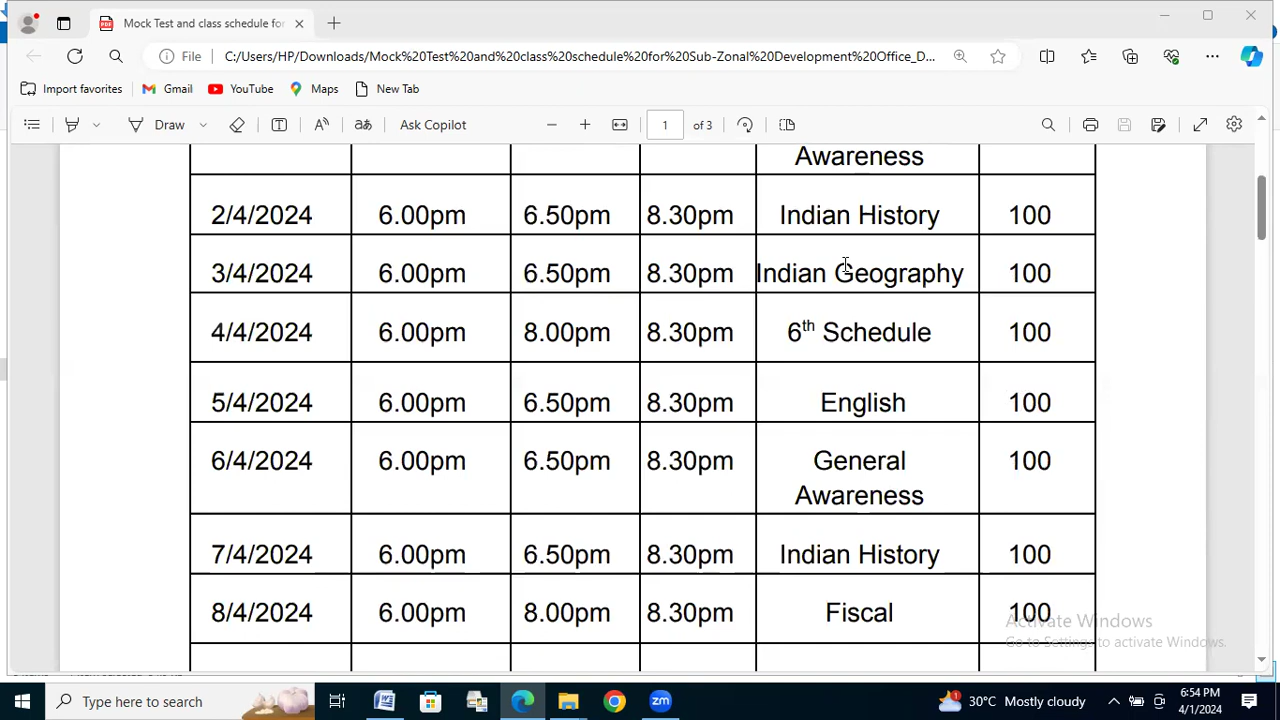 Mock Test and class schedule for
File C:/Users/HP/Downloads/Mock%20Test%20and%20class%20schedule%20for%20Sub-Zonal%20Development%20Office_D...
Import favorites Gmail YouTube Maps New Tab
Draw Ask Copilot 1 of 3
Awareness
2/4/2024 6.00pm 6.50pm 8.30pm Indian History 100
3/4/2024 6.00pm 6.50pm 8.30pm Indian Geography 100
4/4/2024 6.00pm 8.00pm 8.30pm 6th Schedule 100
5/4/2024 6.00pm 6.50pm 8.30pm English 100
6/4/2024 6.00pm 6.50pm 8.30pm General 100
Awareness
7/4/2024 6.00pm 6.50pm 8.30pm Indian History 100
8/4/2024 6.00pm 8.00pm 8.30pm Fiscal 100
Activate Windows
Go to Settings to activate Windows.
Type here to search 30°C Mostly cloudy 6:54 PM
4/1/2024